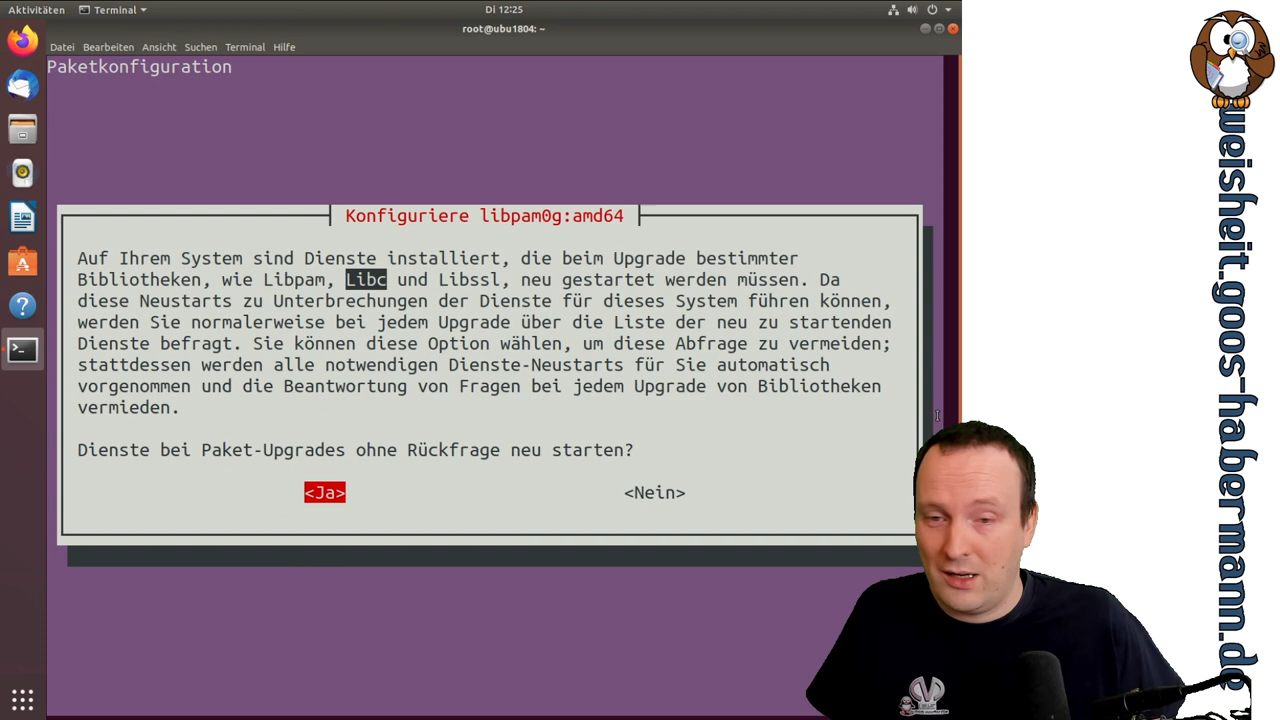 Aktivitäten
Terminal
Di 12:25
root@ubu1804: ~
Datei Bearbeiten Ansicht Suchen Terminal Hilfe
Paketkonfiguration
Konfiguriere libpam0g:amd64
Auf Ihrem System sind Dienste installiert, die beim Upgrade bestimmter
Bibliotheken, wie Libpam, Libc und Libssl, neu gestartet werden müssen. Da
diese Neustarts zu Unterbrechungen der Dienste für dieses System führen können,
werden Sie normalerweise bei jedem Upgrade über die Liste der neu zu startenden
Dienste befragt. Sie können diese Option wählen, um diese Abfrage zu vermeiden;
stattdessen werden alle notwendigen Dienste-Neustarts für Sie automatisch
vorgenommen und die Beantwortung von Fragen bei jedem Upgrade von Bibliotheken
vermieden.
Dienste bei Paket-Upgrades ohne Rückfrage neu starten?
<Ja> <Nein>
weisheit.goos-habermann.de